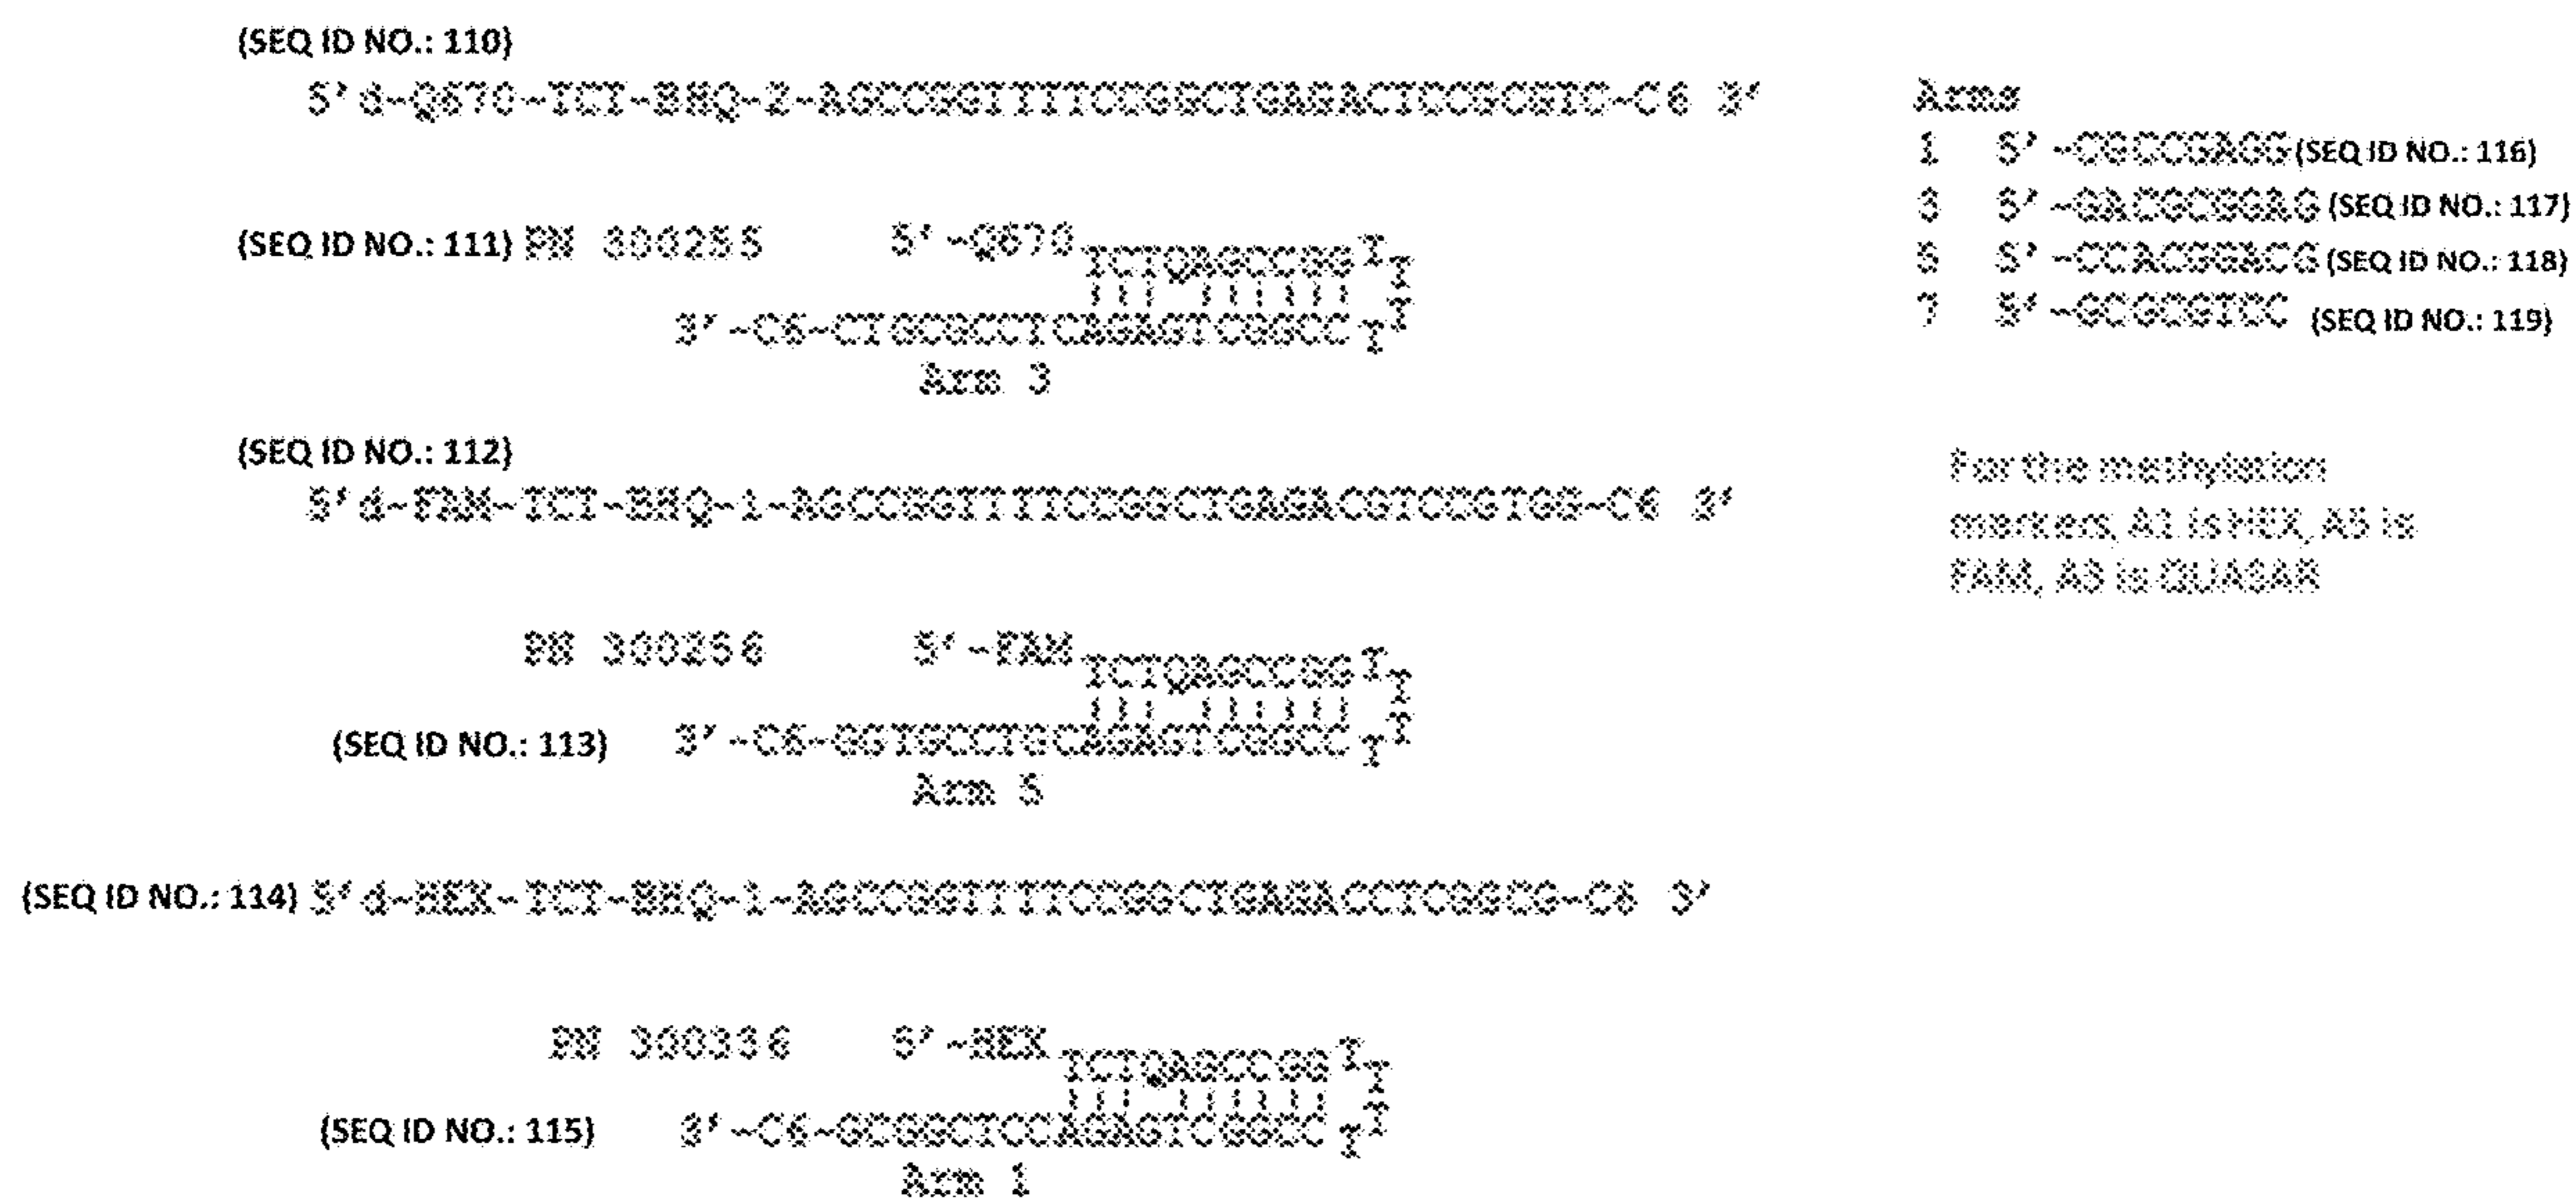 (SEQ ID NO.: 110)
5' d-Q670-TCT-BHQ-2-AGCCGGTTTTCCGGCTGAGACTCCGCGTC-C6 3'
Arms
1 5'-CGCCGAGG (SEQ ID NO.: 116)
3 5'-GACGCGGAG (SEQ ID NO.: 117)
5 5'-CCACGGACG (SEQ ID NO.: 118)
7 5'-GCGCGTCC (SEQ ID NO.: 119)
(SEQ ID NO.: 111) PN 300255 5'-Q670 TCTQAGCCGG T T
3'-C6-CTGCGCCTCAGAGTCGGCC T T
Arm 3
(SEQ ID NO.: 112)
5'd-FAM-TCT-BHQ-1-AGCCGGTTTTCCGGCTGAGACGTCCGTGG-C6 3'
For the methylation
markers, A1 is HEX, A5 is
FAM, A3 is QUASAR
PN 300256 5'-FAM TCTQAGCCGG T T
(SEQ ID NO.: 113) 3'-C6-GGTGCCTGCAGAGTCGGCC T T
Arm 5
(SEQ ID NO.: 114) 5'd-HEX-TCT-BHQ-1-AGCCGGTTTTCCGGCTGAGACCTCGGCG-C6 3'
PN 300336 5'-HEX TCTQAGCCGG T T
(SEQ ID NO.: 115) 3'-C6-GCGGCTCCAGAGTCGGCC T T
Arm 1